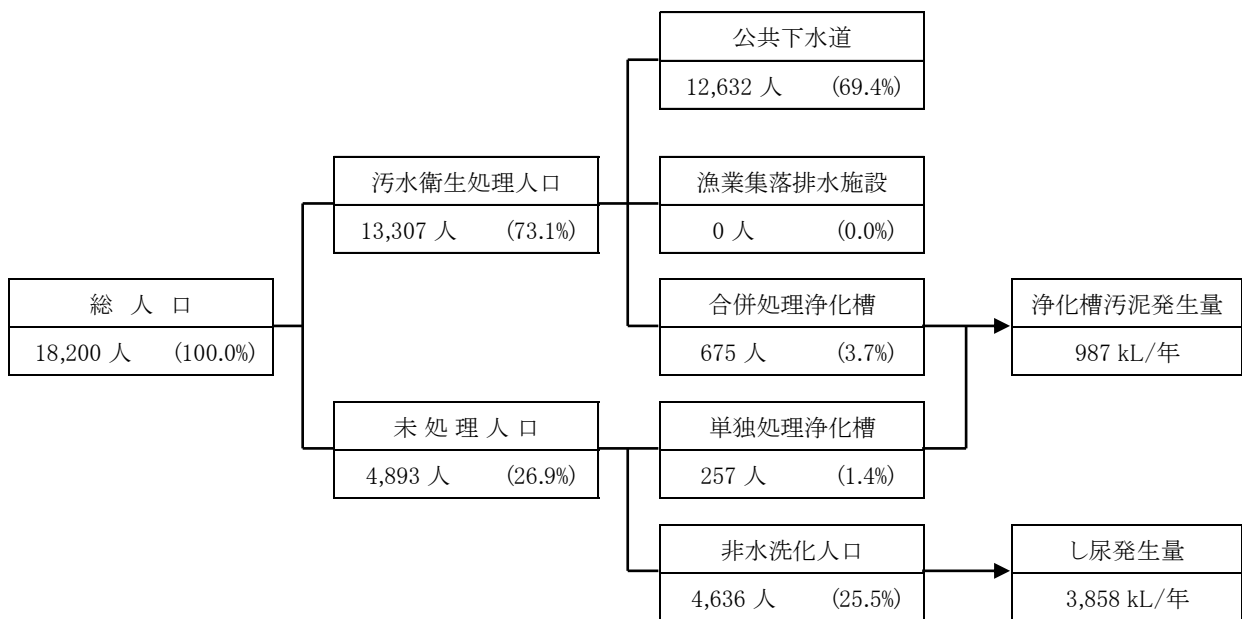 公共下水道
12,632 人 (69.4%)
汚水衛生処理人口
13,307 人 (73.1%)
漁業集落排水施設
0 人 (0.0%)
総 人 口
18,200 人 (100.0%)
合併処理浄化槽
675 人 (3.7%)
浄化槽汚泥発生量
987 kL/年
未 処 理 人 口
4,893 人 (26.9%)
単独処理浄化槽
257 人 (1.4%)
非水洗化人口
4,636 人 (25.5%)
し尿発生量
3,858 kL/年